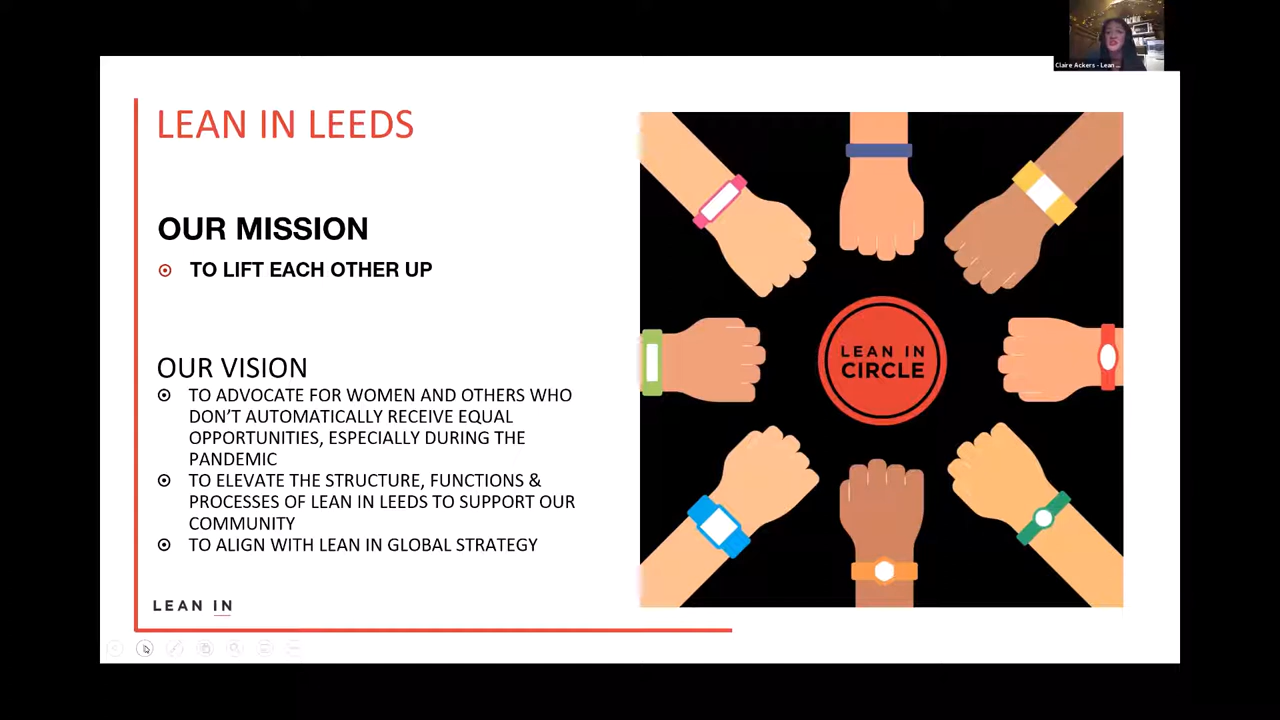 Claire Ackers - Lean ...
LEAN IN LEEDS
OUR MISSION
TO LIFT EACH OTHER UP
OUR VISION
TO ADVOCATE FOR WOMEN AND OTHERS WHO
DON'T AUTOMATICALLY RECEIVE EQUAL
OPPORTUNITIES, ESPECIALLY DURING THE
PANDEMIC
TO ELEVATE THE STRUCTURE, FUNCTIONS &
PROCESSES OF LEAN IN LEEDS TO SUPPORT OUR
COMMUNITY
TO ALIGN WITH LEAN IN GLOBAL STRATEGY
LEAN IN
LEAN IN
CIRCLE